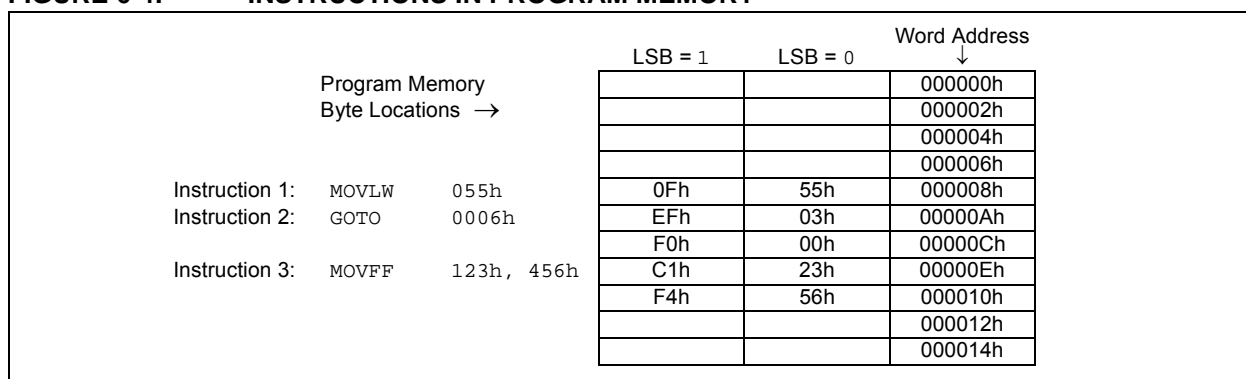 FIGURE 6-4: INSTRUCTIONS IN PROGRAM MEMORY
Word Address
LSB = 1 LSB = 0 ↓
Program Memory 000000h
Byte Locations → 000002h
000004h
000006h
Instruction 1: MOVLW 055h 0Fh 55h 000008h
Instruction 2: GOTO 0006h EFh 03h 00000Ah
F0h 00h 00000Ch
Instruction 3: MOVFF 123h, 456h C1h 23h 00000Eh
F4h 56h 000010h
000012h
000014h